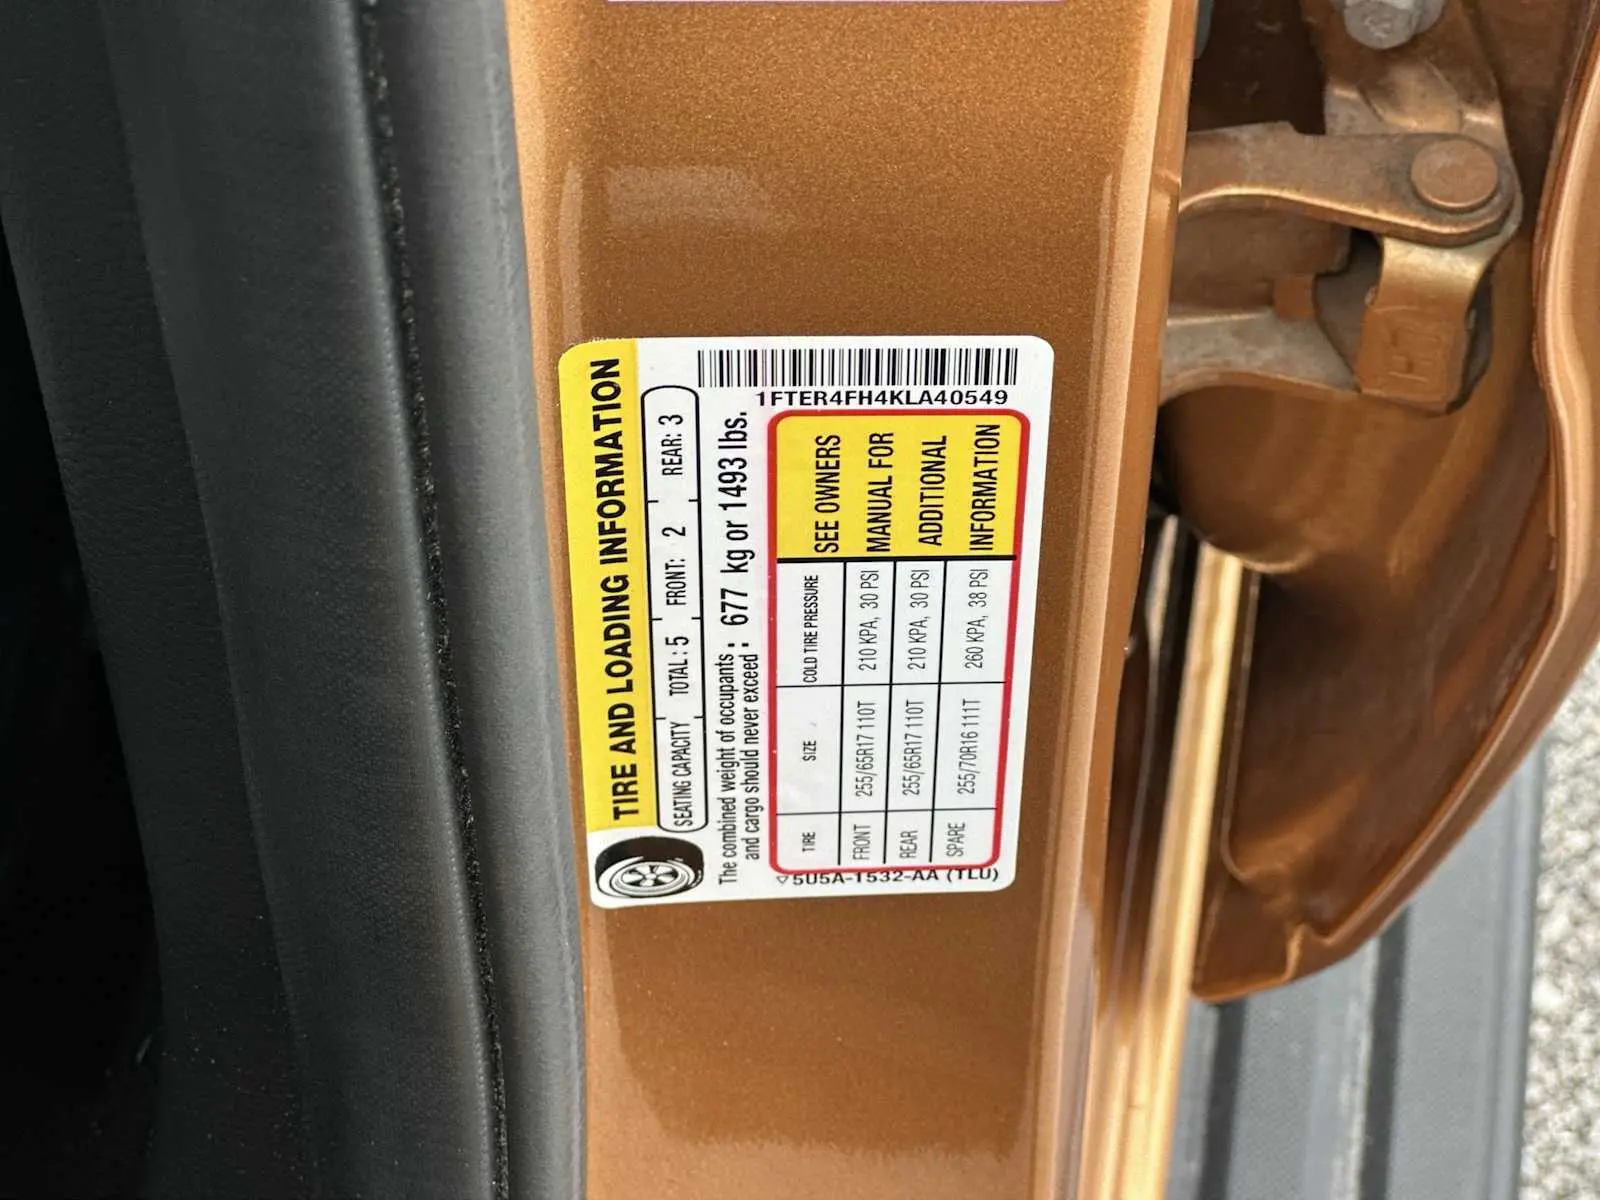 TIRE AND LOADING INFORMATION
SEATING CAPACITY TOTAL: 5 FRONT: 2 REAR: 3
The combined weight of occupants and cargo should never exceed : 677 kg or 1493 lbs.
1FTER4FH4KLA40549
TIRE SIZE COLD TIRE PRESSURE
FRONT 255/65R17 110T 210 KPA, 30 PSI
REAR 255/65R17 110T 210 KPA, 30 PSI
SPARE 255/70R16 111T 260 KPA, 38 PSI
SEE OWNERS
MANUAL FOR
ADDITIONAL
INFORMATION
5U5A-1532-AA (TLU)